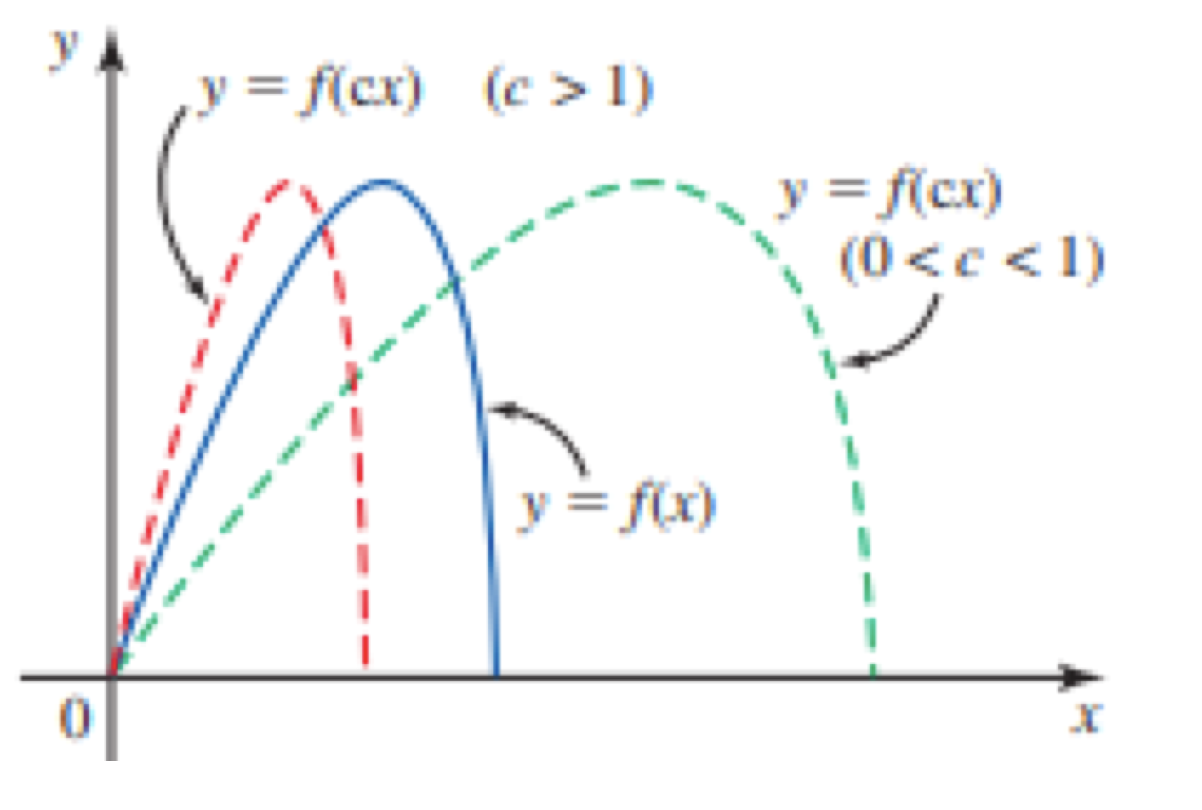 y
y = f(cx) (c > 1)
y = f(cx)
(0 < c < 1)
y = f(x)
0
x